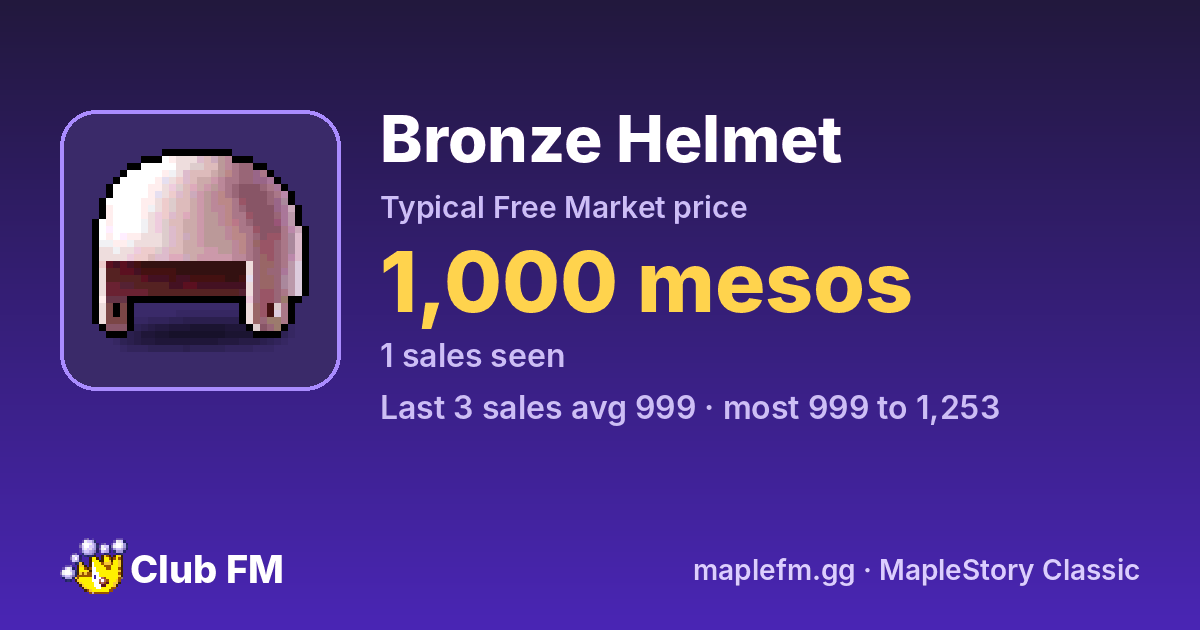 Bronze Helmet
Typical Free Market price
1,000 mesos
1 sales seen
Last 3 sales avg 999 · most 999 to 1,253
Club FM
maplefm.gg · MapleStory Classic